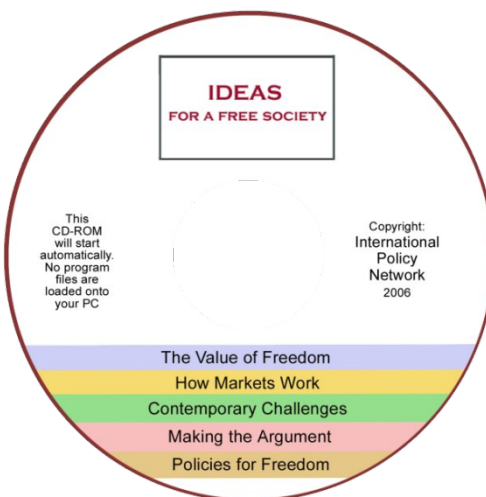 IDEAS
FOR A FREE SOCIETY
This
CD-ROM
will start
automatically.
No program
files are
loaded onto
your PC
Copyright:
International
Policy
Network
2006
The Value of Freedom
How Markets Work
Contemporary Challenges
Making the Argument
Policies for Freedom